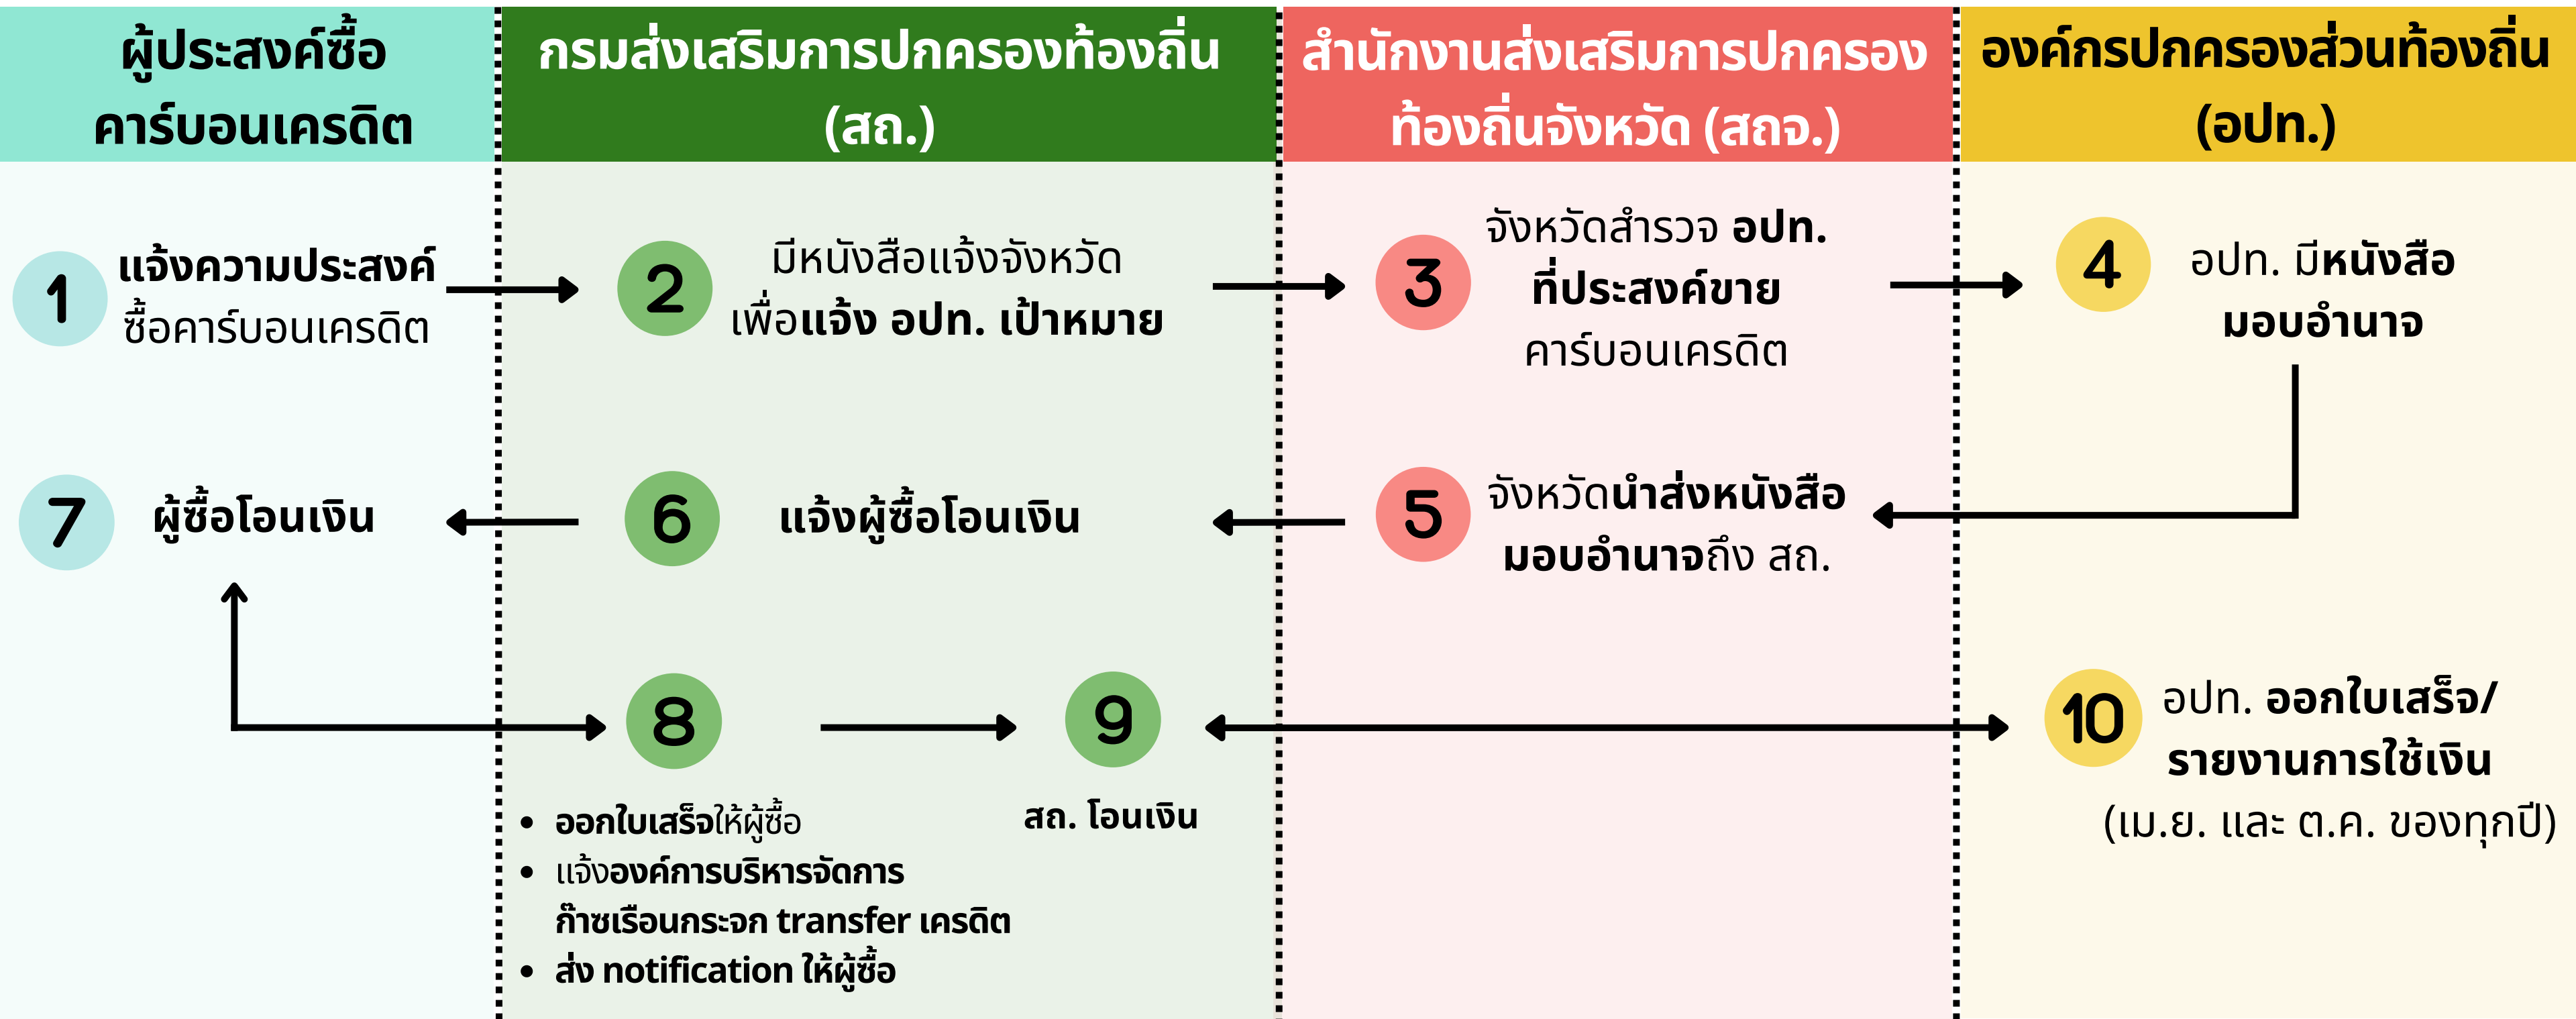 ผู้ประสงค์ซื้อ
คาร์บอนเครดิต
กรมส่งเสริมการปกครองท้องถิ่น
(สถ.)
สำนักงานส่งเสริมการปกครอง
ท้องถิ่นจังหวัด (สถจ.)
องค์กรปกครองส่วนท้องถิ่น
(อปท.)
1
แจ้งความประสงค์
ซื้อคาร์บอนเครดิต
2
มีหนังสือแจ้งจังหวัด
เพื่อแจ้ง อปท. เป้าหมาย
3
จังหวัดสำรวจ อปท.
ที่ประสงค์ขาย
คาร์บอนเครดิต
4
อปท. มีหนังสือ
มอบอำนาจ
5
จังหวัดนำส่งหนังสือ
มอบอำนาจถึง สถ.
6
แจ้งผู้ซื้อโอนเงิน
7
ผู้ซื้อโอนเงิน
8
• ออกใบเสร็จให้ผู้ซื้อ
• แจ้งองค์การบริหารจัดการ
ก๊าซเรือนกระจก transfer เครดิต
• ส่ง notification ให้ผู้ซื้อ
9
สถ. โอนเงิน
10
อปท. ออกใบเสร็จ/
รายงานการใช้เงิน
(เม.ย. และ ต.ค. ของทุกปี)